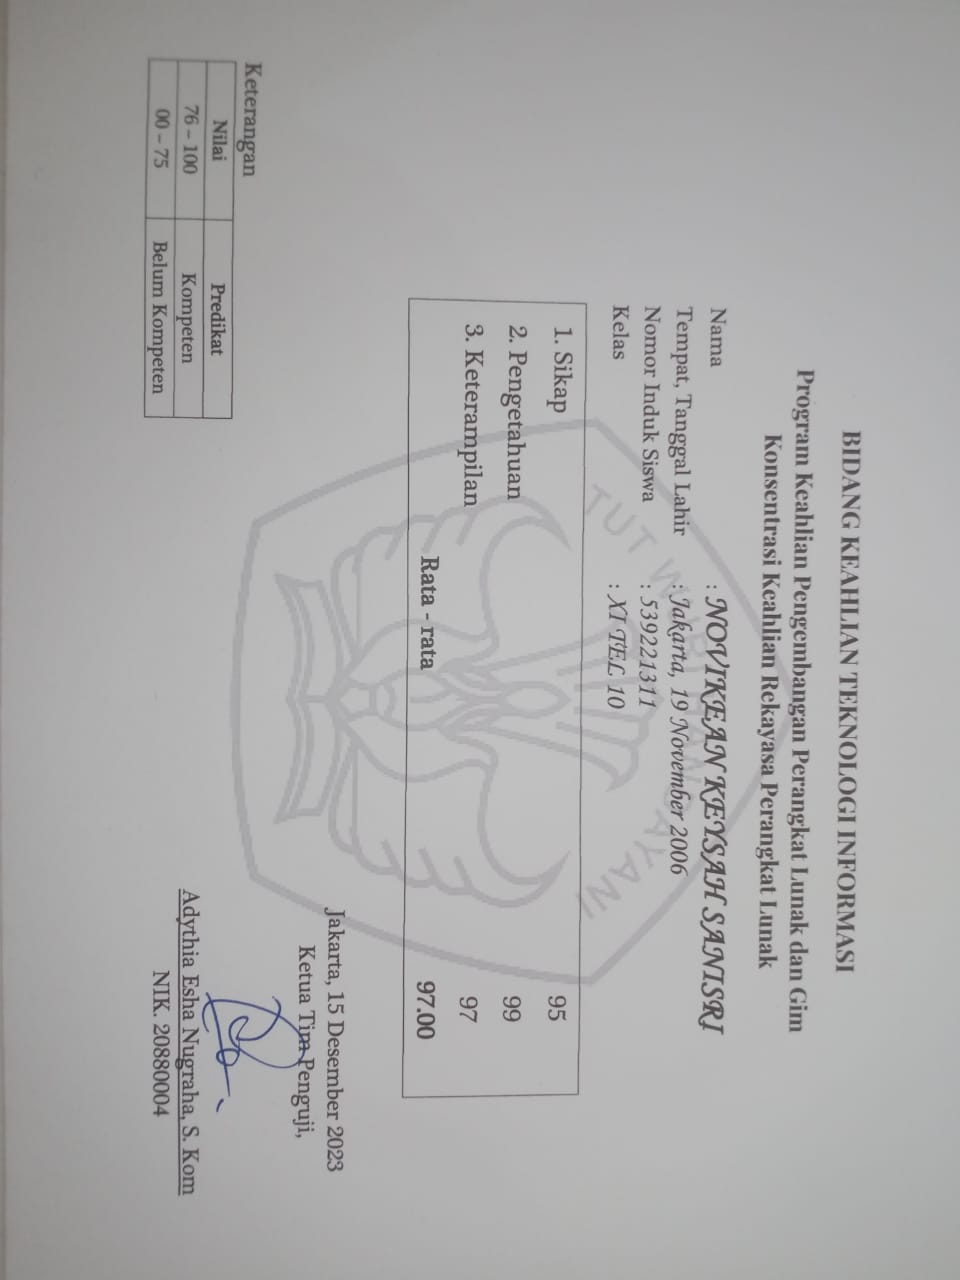 BIDANG KEAHLIAN TEKNOLOGI INFORMASI
Program Keahlian Pengembangan Perangkat Lunak dan Gim
Konsentrasi Keahlian Rekayasa Perangkat Lunak
Nama : NOVIKEAN KEYSAH SANISRI
Tempat, Tanggal Lahir : Jakarta, 19 November 2006
Nomor Induk Siswa : 539221311
Kelas : XI TEL 10
1. Sikap 95
2. Pengetahuan 99
3. Keterampilan 97
Rata - rata 97.00
TUT WURI HANDAYANI
Jakarta, 15 Desember 2023
Ketua Tim Penguji,
Adythia Esha Nugraha, S. Kom
NIK. 20880004
Keterangan
Nilai Predikat
76 – 100 Kompeten
00 – 75 Belum Kompeten